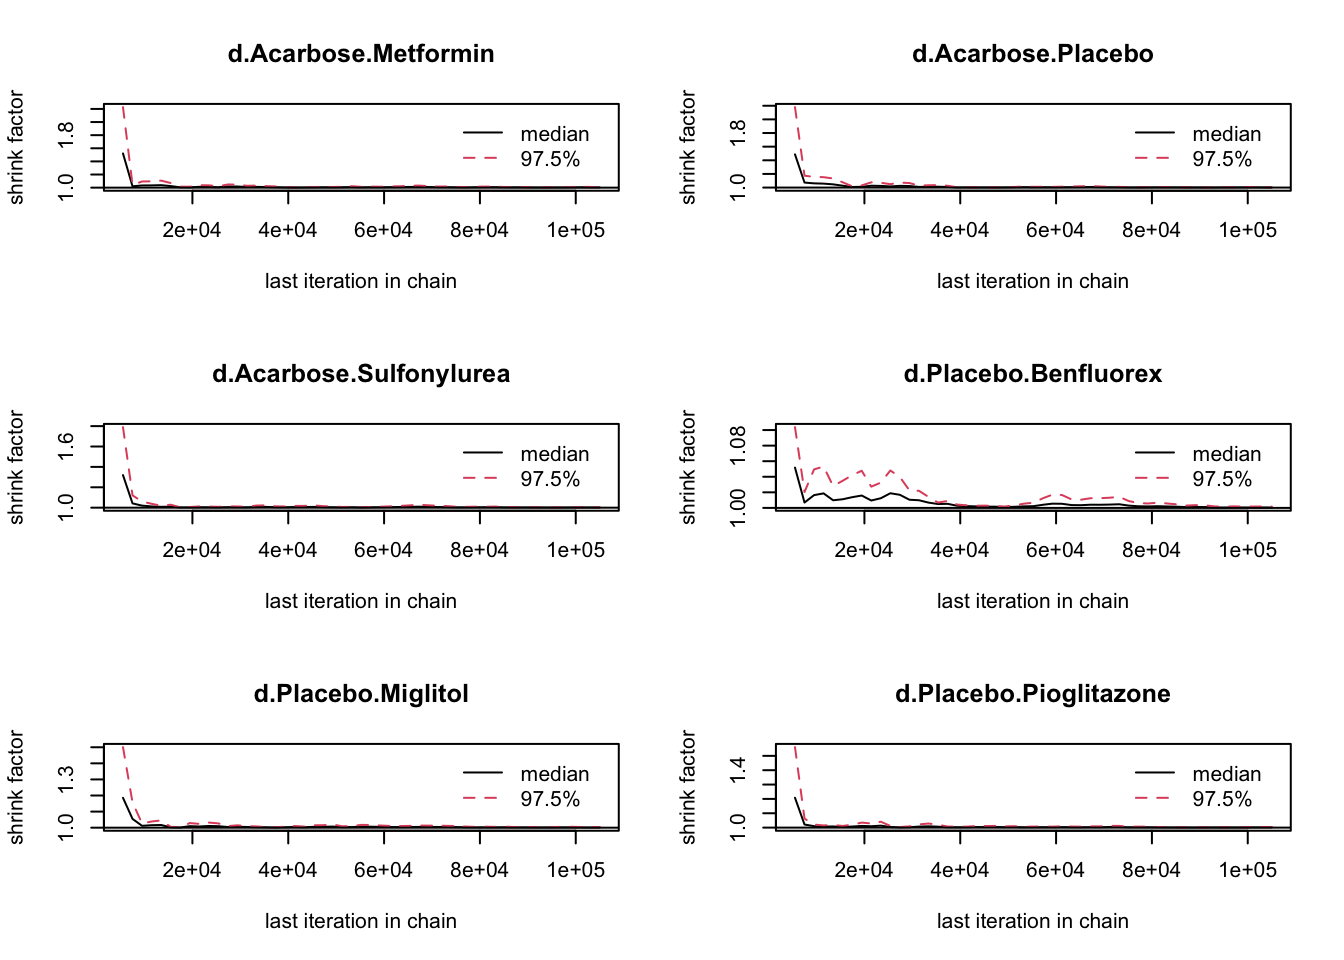 d.Acarbose.Metformin
shrink factor
1.0 1.8
median
97.5%
2e+04 4e+04 6e+04 8e+04 1e+05
last iteration in chain
d.Acarbose.Placebo
shrink factor
1.0 1.8
median
97.5%
2e+04 4e+04 6e+04 8e+04 1e+05
last iteration in chain
d.Acarbose.Sulfonylurea
shrink factor
1.0 1.6
median
97.5%
2e+04 4e+04 6e+04 8e+04 1e+05
last iteration in chain
d.Placebo.Benfluorex
shrink factor
1.00 1.08
median
97.5%
2e+04 4e+04 6e+04 8e+04 1e+05
last iteration in chain
d.Placebo.Miglitol
shrink factor
1.0 1.3
median
97.5%
2e+04 4e+04 6e+04 8e+04 1e+05
last iteration in chain
d.Placebo.Pioglitazone
shrink factor
1.0 1.4
median
97.5%
2e+04 4e+04 6e+04 8e+04 1e+05
last iteration in chain